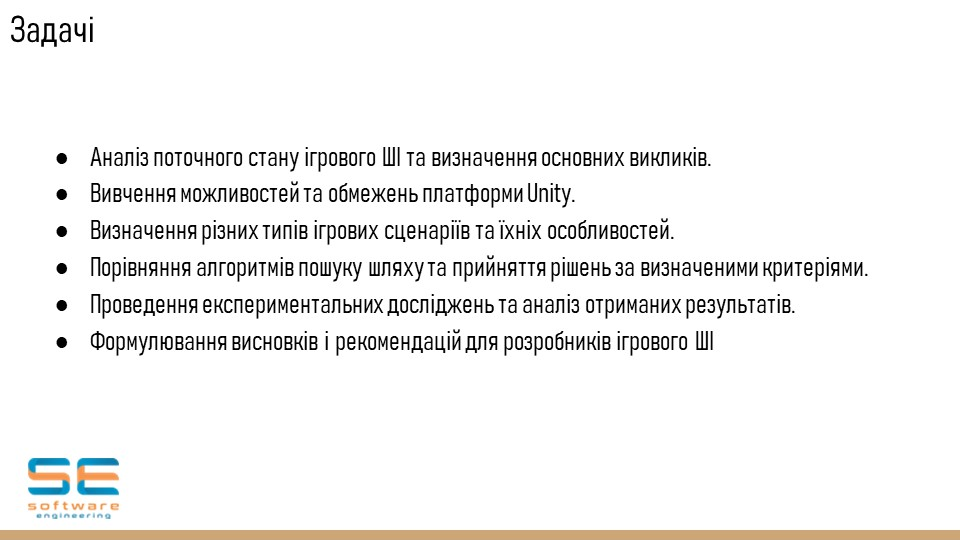 Задачі
● Аналіз поточного стану ігрового ШІ та визначення основних викликів.
● Вивчення можливостей та обмежень платформи Unity.
● Визначення різних типів ігрових сценаріїв та їхніх особливостей.
● Порівняння алгоритмів пошуку шляху та прийняття рішень за визначеними критеріями.
● Проведення експериментальних досліджень та аналіз отриманих результатів.
● Формулювання висновків і рекомендацій для розробників ігрового ШІ
SE
software
engineering